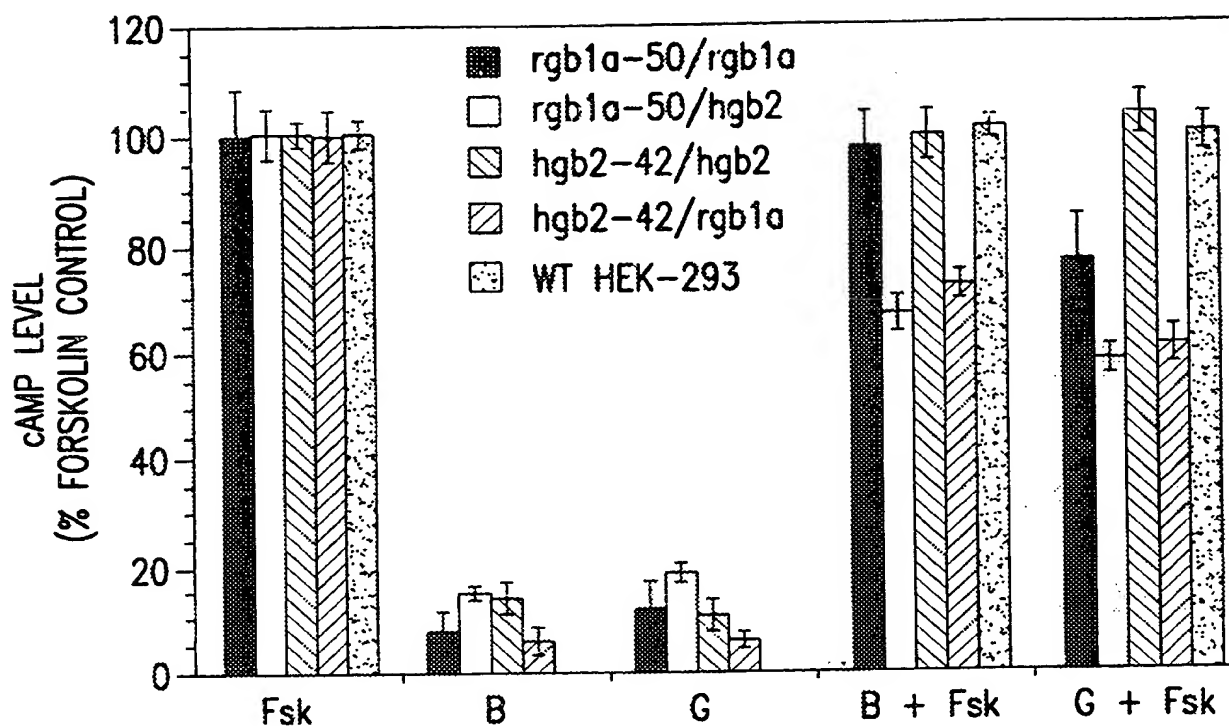 120
100
80
60
40
20
0
cAMP LEVEL
(% FORSKOLIN CONTROL)
rgb1a-50/rgb1a
rgb1a-50/hgb2
hgb2-42/hgb2
hgb2-42/rgb1a
WT HEK-293
Fsk
B
G
B + Fsk
G + Fsk